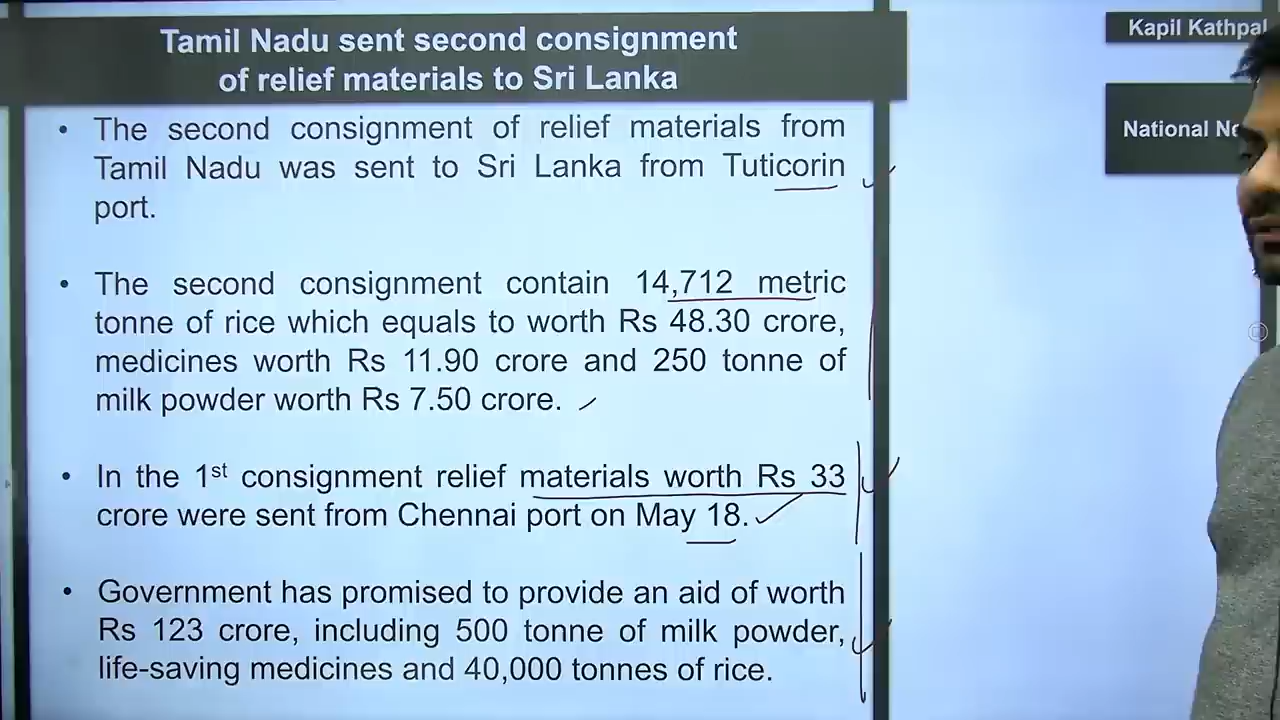 Tamil Nadu sent second consignment
of relief materials to Sri Lanka
Kapil Kathpal
National
• The second consignment of relief materials from
Tamil Nadu was sent to Sri Lanka from Tuticorin
port.
• The second consignment contain 14,712 metric
tonne of rice which equals to worth Rs 48.30 crore,
medicines worth Rs 11.90 crore and 250 tonne of
milk powder worth Rs 7.50 crore.
• In the 1st consignment relief materials worth Rs 33
crore were sent from Chennai port on May 18.
• Government has promised to provide an aid of worth
Rs 123 crore, including 500 tonne of milk powder,
life-saving medicines and 40,000 tonnes of rice.